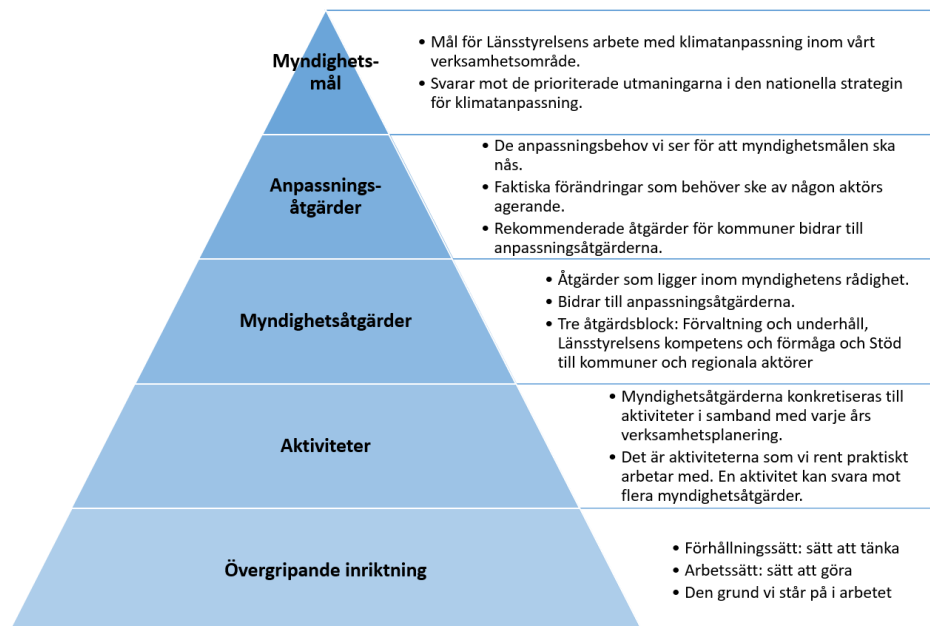 Myndighets-
mål
• Mål för Länsstyrelsens arbete med klimatanpassning inom vårt
verksamhetsområde.
• Svarar mot de prioriterade utmaningarna i den nationella strategin
för klimatanpassning.
Anpassnings-
åtgärder
• De anpassningsbehov vi ser för att myndighetsmålen ska
nås.
• Faktiska förändringar som behöver ske av någon aktörs
agerande.
• Rekommenderade åtgärder för kommuner bidrar till
anpassningsåtgärderna.
Myndighetsåtgärder
• Åtgärder som ligger inom myndighetens rådighet.
• Bidrar till anpassningsåtgärderna.
• Tre åtgärdsblock: Förvaltning och underhåll,
Länsstyrelsens kompetens och förmåga och Stöd
till kommuner och regionala aktörer
Aktiviteter
• Myndighetsåtgärderna konkretiseras till
aktiviteter i samband med varje års
verksamhetsplanering.
• Det är aktiviteterna som vi rent praktiskt
arbetar med. En aktivitet kan svara mot
flera myndighetsåtgärder.
Övergripande inriktning
• Förhållningssätt: sätt att tänka
• Arbetssätt: sätt att göra
• Den grund vi står på i arbetet